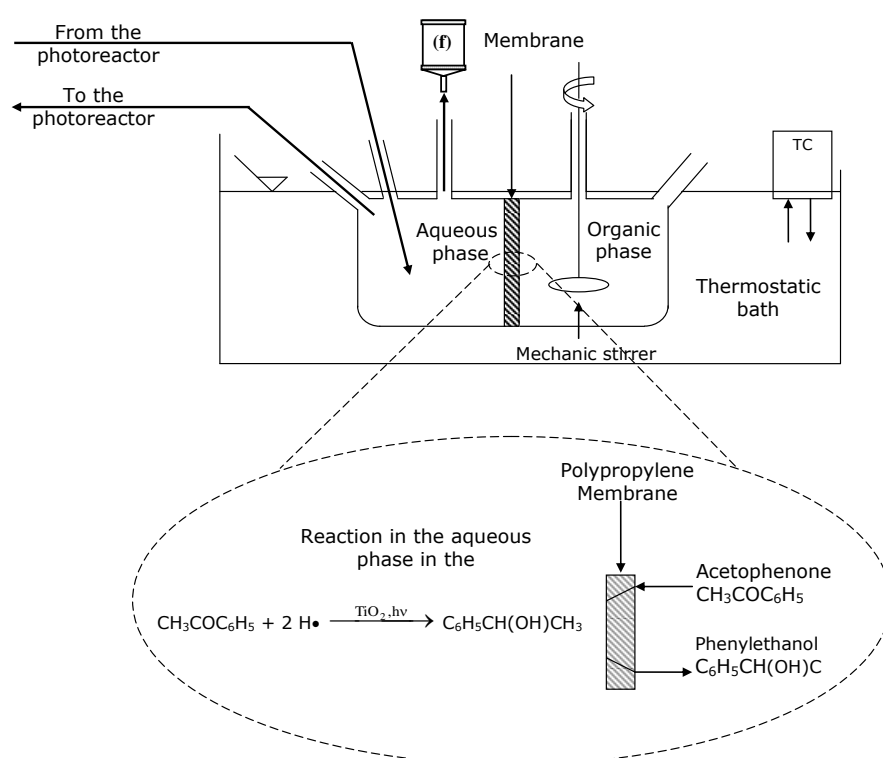 From the
photoreactor
To the
photoreactor
(f)
Membrane
TC
Aqueous
phase
Organic
phase
Thermostatic
bath
Mechanic stirrer
Polypropylene
Membrane
Reaction in the aqueous
phase in the
CH₃COC₆H₅ + 2 H• TiO₂,hν C₆H₅CH(OH)CH₃
Acetophenone
CH₃COC₆H₅
Phenylethanol
C₆H₅CH(OH)C